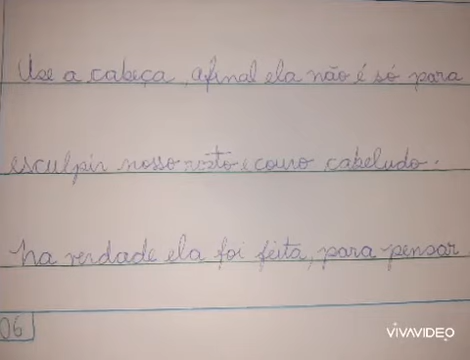 Use a cabeça, afinal ela não é só para
esculpir nosso rosto e couro cabeludo.
na verdade ela foi feita, para pensar
06
VIVAVIDEO